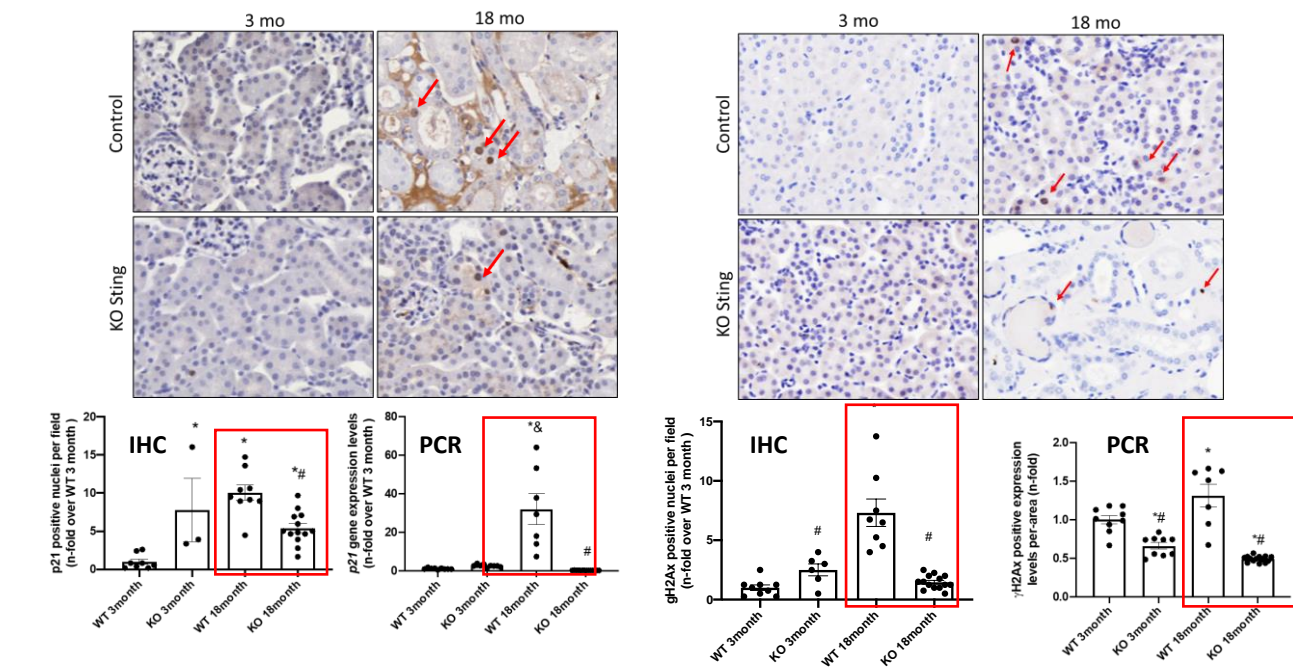 3 mo
18 mo
Control
KO Sting
3 mo
18 mo
Control
KO Sting
p21 positive nuclei per field
(n-fold over WT 3 month )
20
15
10
5
0
IHC
*
*
*#
WT 3month
KO 3month
WT 18month
KO 18month
p21 gene expression levels
(n-fold over WT 3 month )
80
60
40
20
0
PCR
*&
#
WT 3month
KO 3month
WT 18month
KO 18month
gH2Ax positive nuclei per field
(n-fold over WT 3 month )
15
10
5
0
IHC
#
#
WT 3month
KO 3month
WT 18month
KO 18month
γH2Ax positive expression
levels per-area (n-fold)
2.0
1.5
1.0
0.5
0.0
PCR
*#
*
*#
WT 3month
KO 3month
WT 18month
KO 18month